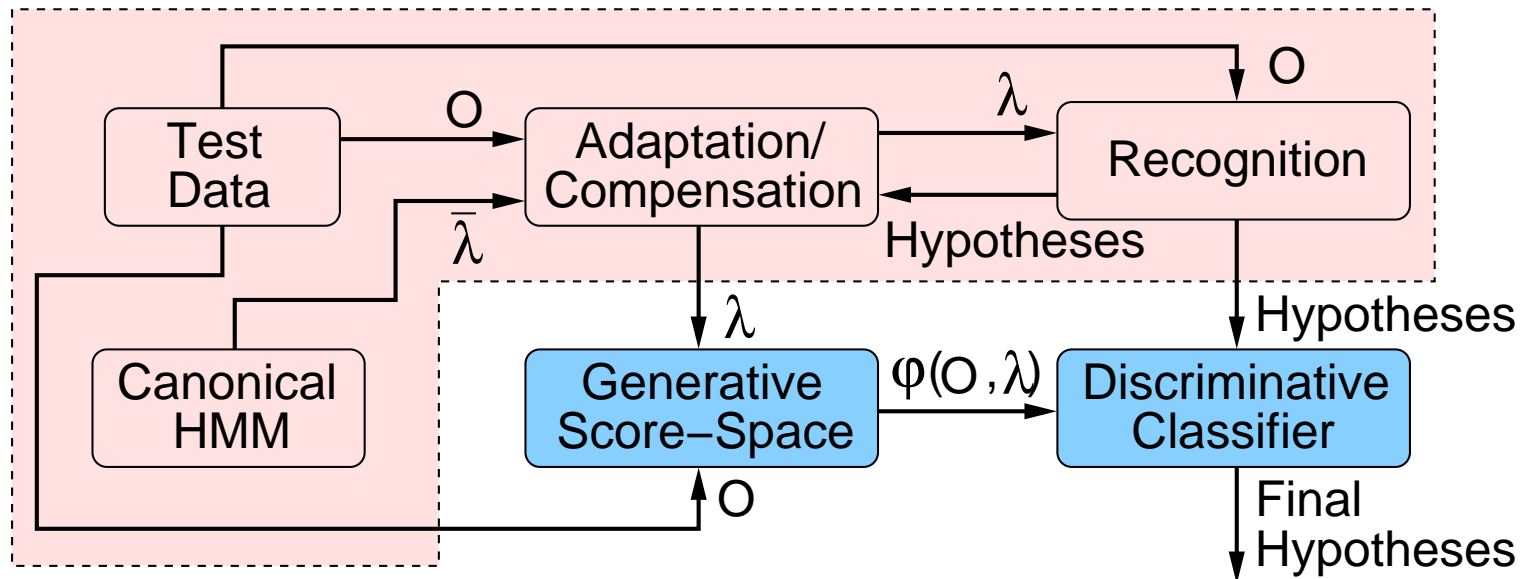 O
O
λ
Test
Data
Adaptation/
Compensation
Recognition
λ̄
Hypotheses
λ
Hypotheses
Canonical
HMM
Generative
Score−Space
φ(O,λ)
Discriminative
Classifier
O
Final
Hypotheses